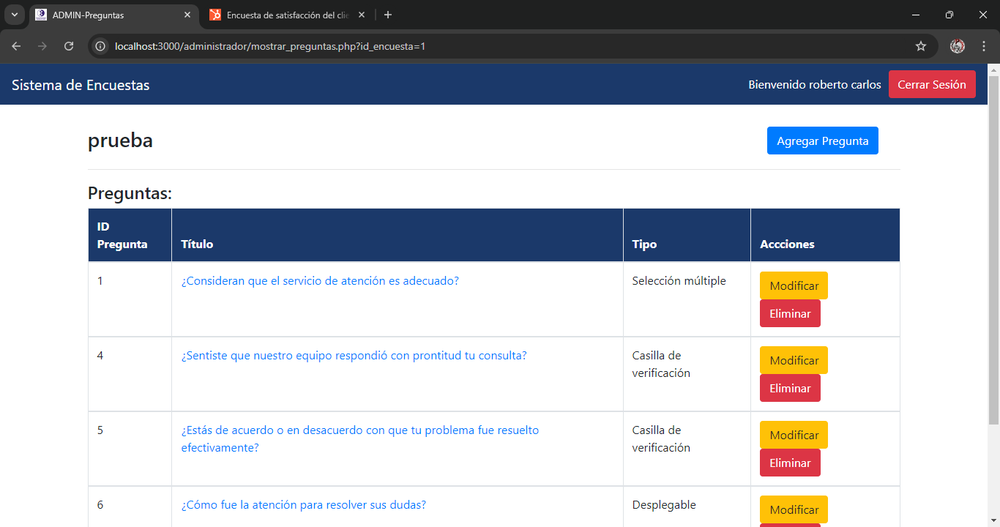 ADMIN-Preguntas
Encuesta de satisfacción del clie
localhost:3000/administrador/mostrar_preguntas.php?id_encuesta=1
Sistema de Encuestas
Bienvenido roberto carlos
Cerrar Sesión
prueba
Agregar Pregunta
Preguntas:
ID
Pregunta
Título
Tipo
Accciones
1
¿Consideran que el servicio de atención es adecuado?
Selección múltiple
Modificar
Eliminar
4
¿Sentiste que nuestro equipo respondió con prontitud tu consulta?
Casilla de
verificación
Modificar
Eliminar
5
¿Estás de acuerdo o en desacuerdo con que tu problema fue resuelto
efectivamente?
Casilla de
verificación
Modificar
Eliminar
6
¿Cómo fue la atención para resolver sus dudas?
Desplegable
Modificar